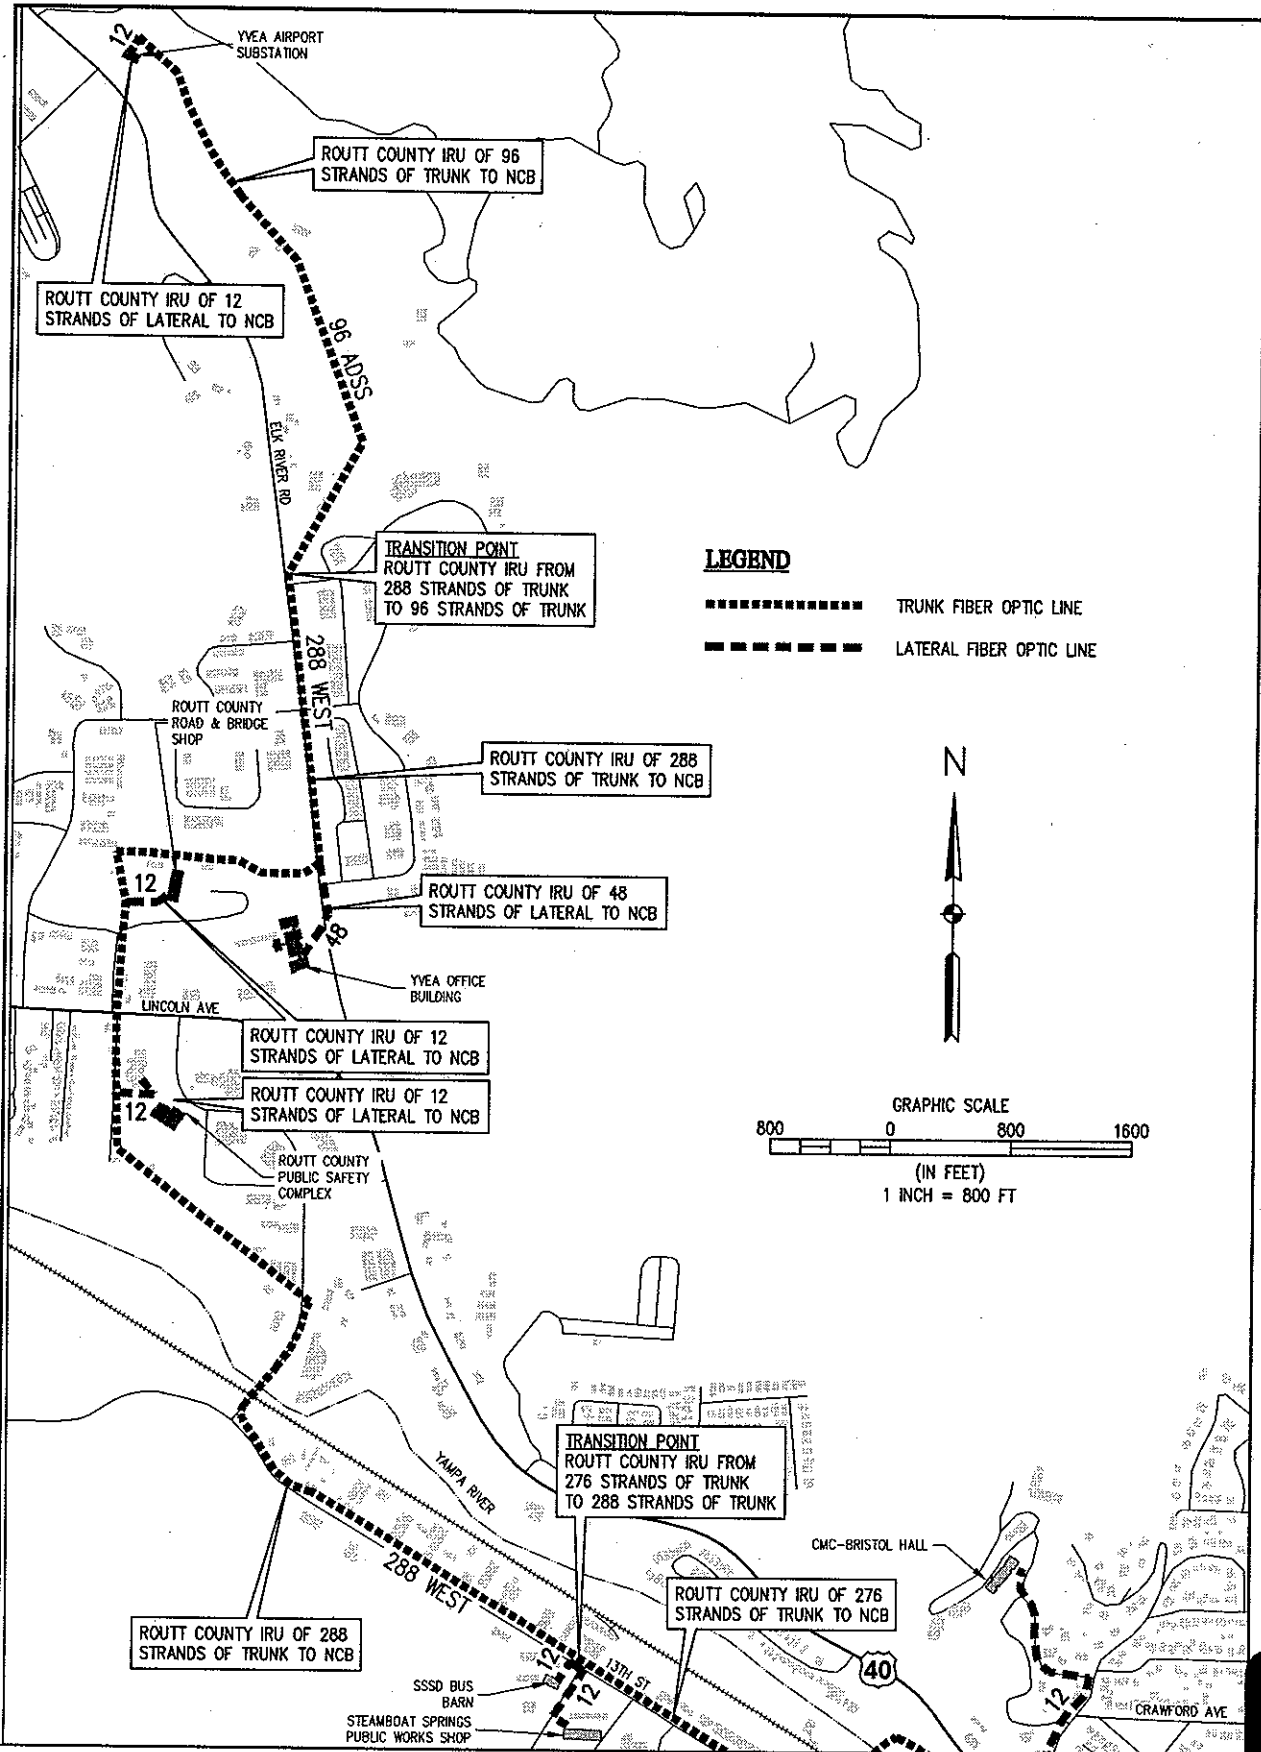 12
YVEA AIRPORT
SUBSTATION
ROUTT COUNTY IRU OF 96
STRANDS OF TRUNK TO NCB
ROUTT COUNTY IRU OF 12
STRANDS OF LATERAL TO NCB
96 ADSS
ELK RIVER RD
TRANSITION POINT
ROUTT COUNTY IRU FROM
288 STRANDS OF TRUNK
TO 96 STRANDS OF TRUNK
LEGEND
TRUNK FIBER OPTIC LINE
LATERAL FIBER OPTIC LINE
288 WEST
ROUTT COUNTY
ROAD & BRIDGE
SHOP
ROUTT COUNTY IRU OF 288
STRANDS OF TRUNK TO NCB
N
12
ROUTT COUNTY IRU OF 48
STRANDS OF LATERAL TO NCB
48
YVEA OFFICE
BUILDING
LINCOLN AVE
ROUTT COUNTY IRU OF 12
STRANDS OF LATERAL TO NCB
ROUTT COUNTY IRU OF 12
STRANDS OF LATERAL TO NCB
12
GRAPHIC SCALE
800 0 800 1600
(IN FEET)
1 INCH = 800 FT
ROUTT COUNTY
PUBLIC SAFETY
COMPLEX
TRANSITION POINT
ROUTT COUNTY IRU FROM
276 STRANDS OF TRUNK
TO 288 STRANDS OF TRUNK
YAMPA RIVER
CMC-BRISTOL HALL
288 WEST
ROUTT COUNTY IRU OF 276
STRANDS OF TRUNK TO NCB
ROUTT COUNTY IRU OF 288
STRANDS OF TRUNK TO NCB
12
13TH ST
40
SSSD BUS
BARN
12
12
CRAWFORD AVE
STEAMBOAT SPRINGS
PUBLIC WORKS SHOP